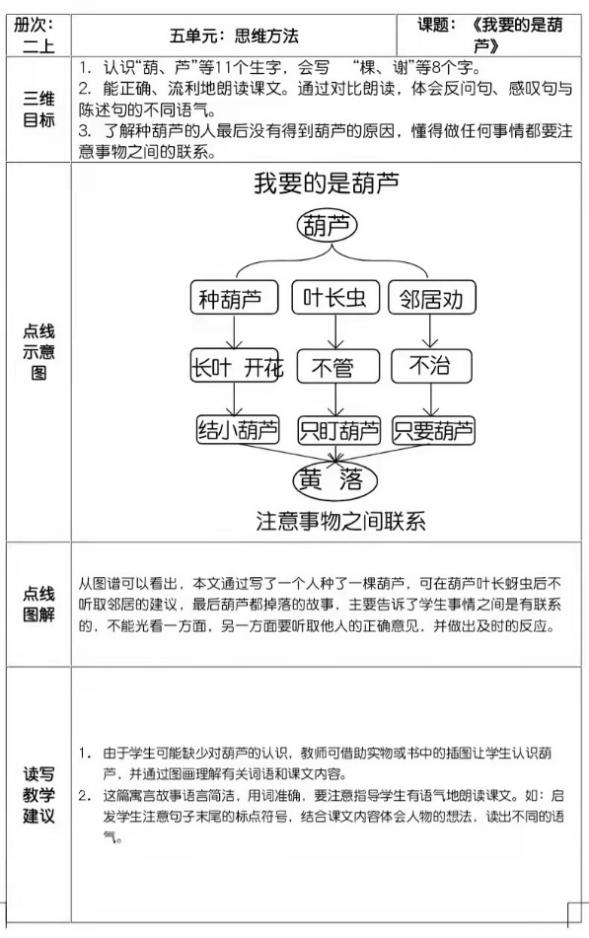 册次：
二上
五单元：思维方法
课题：《我要的是葫
芦》
三维
目标
1. 认识“葫、芦”等11个生字，会写 “棵、谢”等8个字。
2. 能正确、流利地朗读课文。通过对比朗读，体会反问句、感叹句与
陈述句的不同语气。
3. 了解种葫芦的人最后没有得到葫芦的原因，懂得做任何事情都要注
意事物之间的联系。
点线
示意
图
我要的是葫芦
葫芦
种葫芦 叶长虫 邻居劝
长叶 开花 不管 不治
结小葫芦 只盯葫芦 只要葫芦
黄 落
注意事物之间联系
点线
图解
从图谱可以看出，本文通过写了一个人种了一棵葫芦，可在葫芦叶长蚜虫后不
听取邻居的建议，最后葫芦都掉落的故事，主要告诉了学生事情之间是有联系
的，不能光看一方面，另一方面要听取他人的正确意见，并做出及时的反应。
读写
教学
建议
1. 由于学生可能缺少对葫芦的认识，教师可借助实物或书中的插图让学生认识葫
芦，并通过图画理解有关词语和课文内容。
2. 这篇寓言故事语言简洁，用词准确，要注意指导学生有语气地朗读课文。如：启
发学生注意句子末尾的标点符号，结合课文内容体会人物的想法，读出不同的语
气。